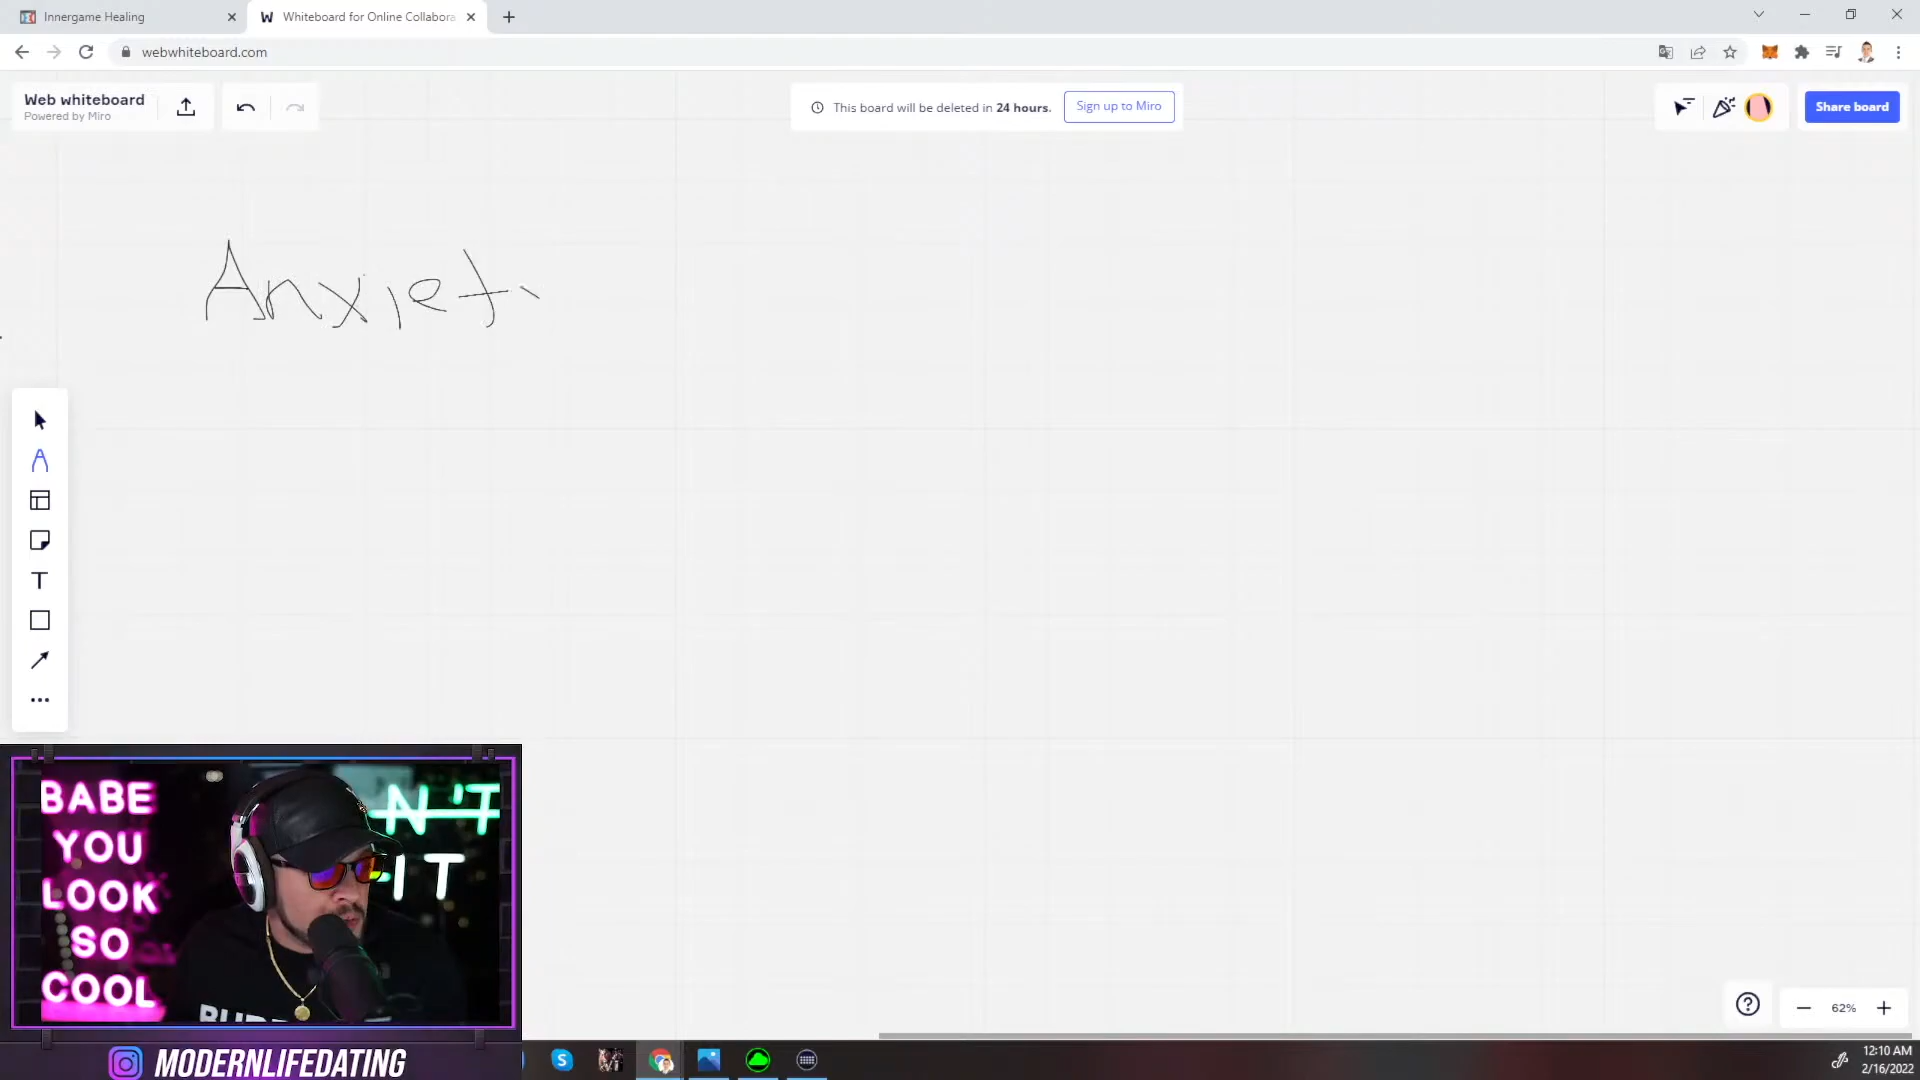 Innergame Healing
W Whiteboard for Online Collabora
webwhiteboard.com
Web whiteboard
Powered by Miro
This board will be deleted in 24 hours.
Sign up to Miro
Share board
Anxiet
T
BABE
YOU
LOOK
SO
COOL
N'T
IT
62%
MODERNLIFEDATING
12:10 AM
2/16/2022